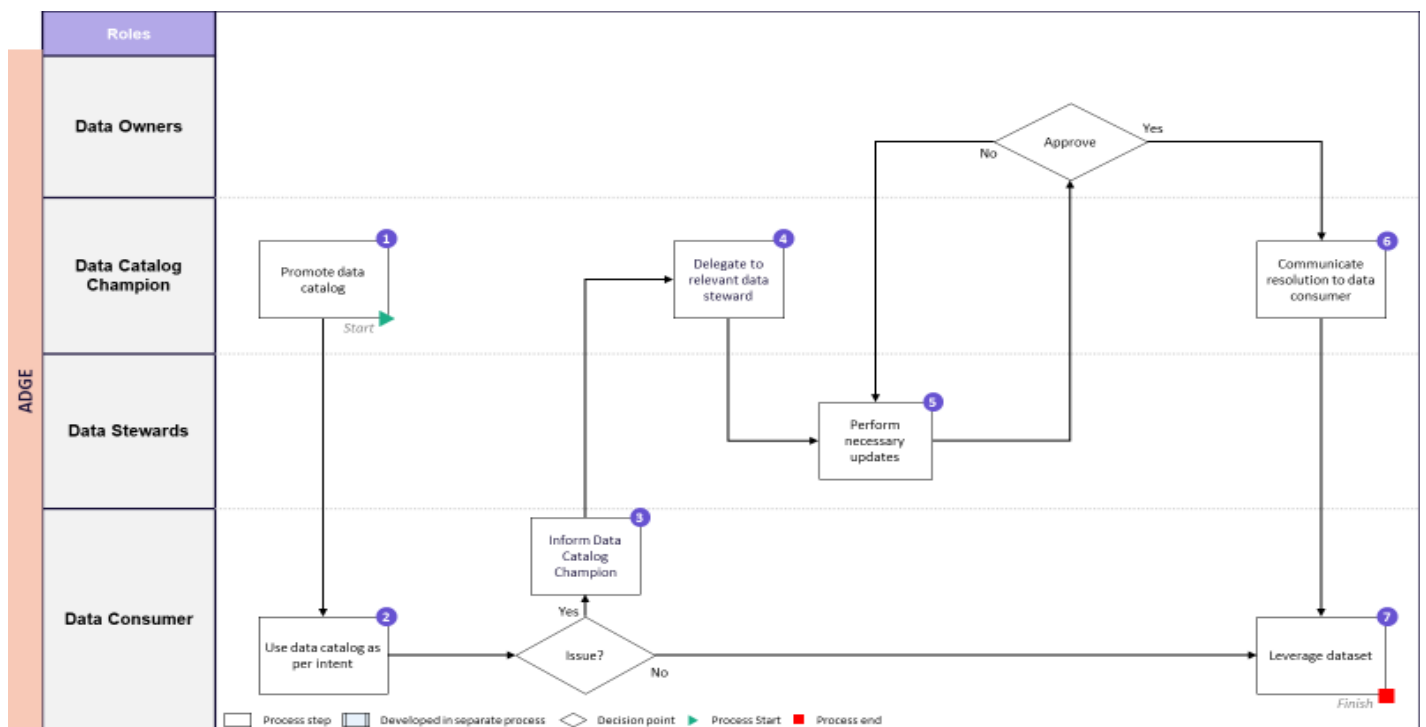 Roles
ADGE
Data Owners
Approve
Yes
No
Data Catalog
Champion
1
Promote data
catalog
Start
4
Delegate to
relevant data
steward
6
Communicate
resolution to data
consumer
Data Stewards
5
Perform
necessary
updates
Data Consumer
3
Inform Data
Catalog
Champion
Yes
2
Use data catalog as
per intent
Issue?
No
7
Leverage dataset
Finish
Process step
Developed in separate process
Decision point
Process Start
Process end